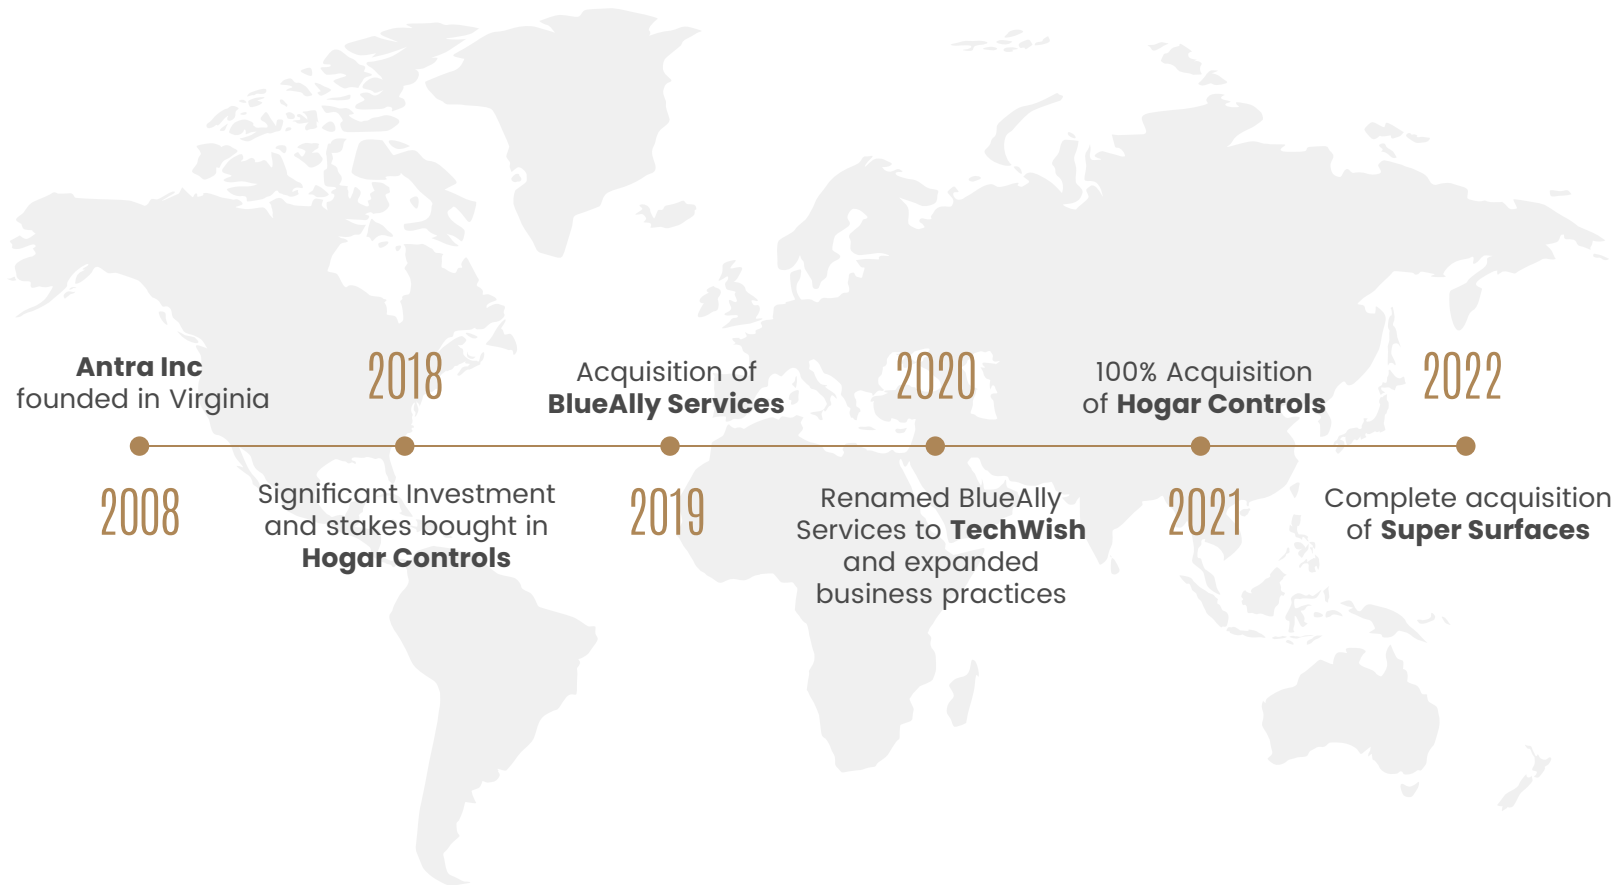 Antra Inc
founded in Virginia
2008
2018
Significant Investment
and stakes bought in
Hogar Controls
Acquisition of
BlueAlly Services
2019
2020
Renamed BlueAlly
Services to TechWish
and expanded
business practices
100% Acquisition
of Hogar Controls
2021
2022
Complete acquisition
of Super Surfaces